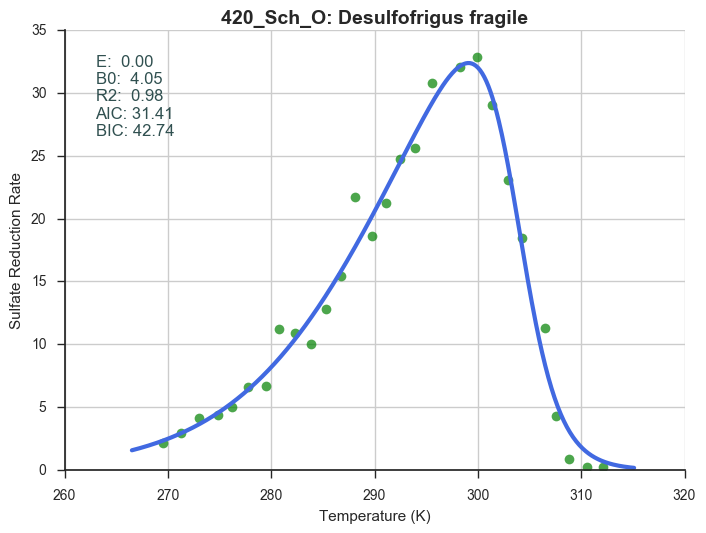 420_Sch_O: Desulfofrigus fragile
E:  0.00
B0:  4.05
R2:  0.98
AIC: 31.41
BIC: 42.74
35
30
25
20
15
10
5
0
Sulfate Reduction Rate
260 270 280 290 300 310 320
Temperature (K)